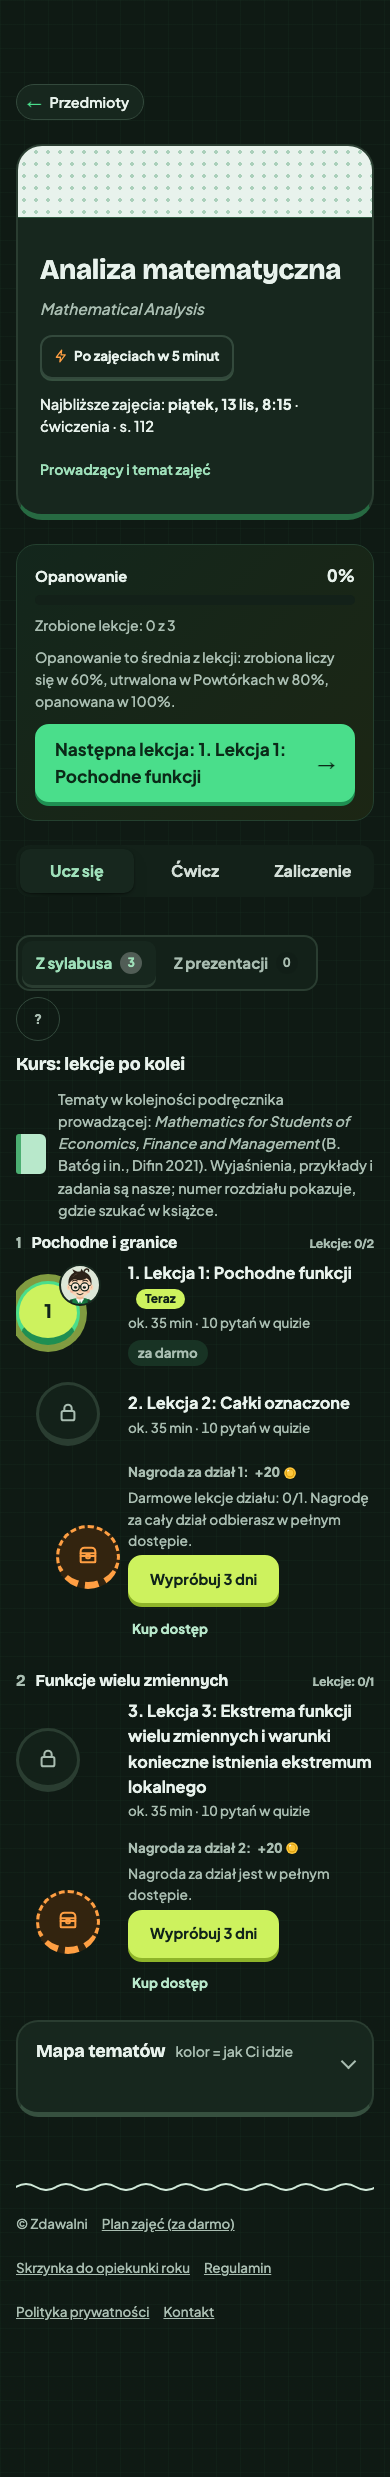 ← Przedmioty
Analiza matematyczna
Mathematical Analysis
Po zajęciach w 5 minut
Najbliższe zajęcia: piątek, 13 lis, 8:15 ·
ćwiczenia · s. 112
Prowadzący i temat zajęć
Opanowanie 0%
Zrobione lekcje: 0 z 3
Opanowanie to średnia z lekcji: zrobiona liczy
się w 60%, utrwalona w Powtórkach w 80%,
opanowana w 100%.
Następna lekcja: 1. Lekcja 1:
Pochodne funkcji →
Ucz się Ćwicz Zaliczenie
Z sylabusa 3 Z prezentacji 0
?
Kurs: lekcje po kolei
Tematy w kolejności podręcznika
prowadzącej: Mathematics for Students of
Economics, Finance and Management (B.
Batóg i in., Difin 2021). Wyjaśnienia, przykłady i
zadania są nasze; numer rozdziału pokazuje,
gdzie szukać w książce.
1 Pochodne i granice Lekcje: 0/2
1
1. Lekcja 1: Pochodne funkcji
Teraz
ok. 35 min · 10 pytań w quizie
za darmo
2. Lekcja 2: Całki oznaczone
ok. 35 min · 10 pytań w quizie
Nagroda za dział 1: +20
Darmowe lekcje działu: 0/1. Nagrodę
za cały dział odbierasz w pełnym
dostępie.
Wypróbuj 3 dni
Kup dostęp
2 Funkcje wielu zmiennych Lekcje: 0/1
3. Lekcja 3: Ekstrema funkcji
wielu zmiennych i warunki
konieczne istnienia ekstremum
lokalnego
ok. 35 min · 10 pytań w quizie
Nagroda za dział 2: +20
Nagroda za dział jest w pełnym
dostępie.
Wypróbuj 3 dni
Kup dostęp
Mapa tematów kolor = jak Ci idzie
© Zdawalni Plan zajęć (za darmo)
Skrzynka do opiekunki roku Regulamin
Polityka prywatności Kontakt